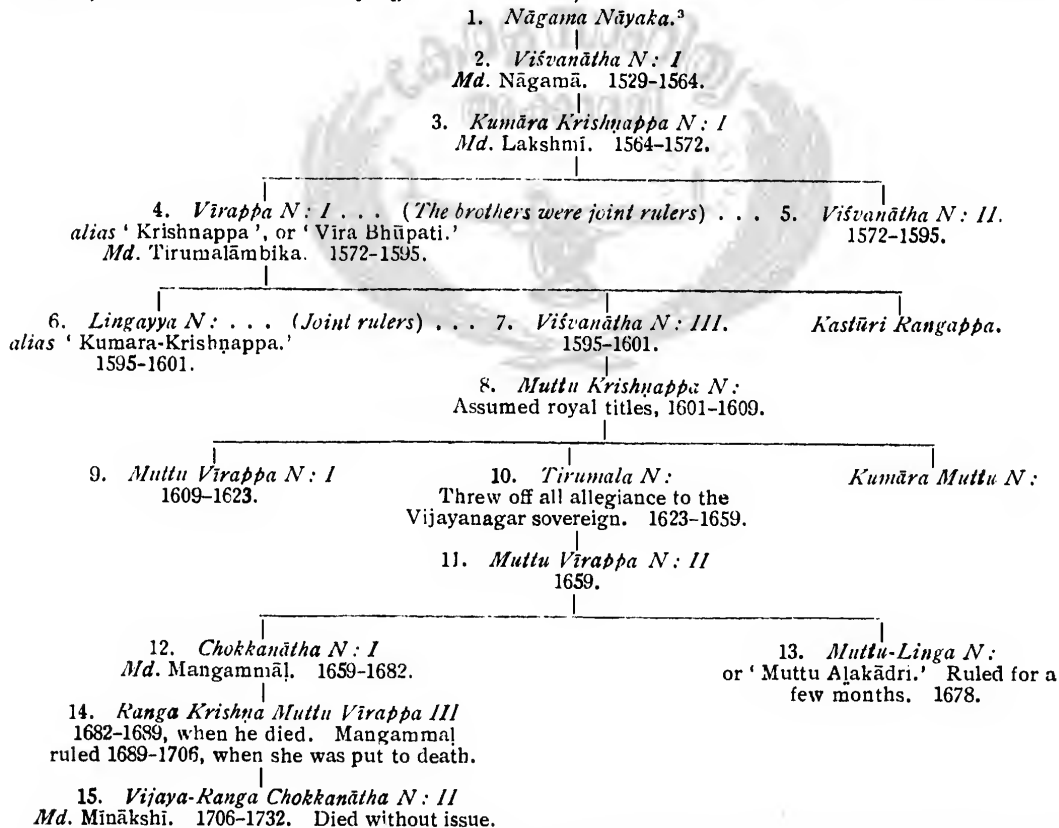 1. Nāgama Nāyaka.³
2. Viśvanātha N: I
Md. Nāgamā. 1529-1564.
3. Kumāra Krishṇappa N: I
Md. Lakshmī. 1564-1572.
4. Vīrappa N: I . . . (The brothers were joint rulers) . . . 5. Viśvanātha N: II.
alias ' Krishnappa ', or ' Vīra Bhūpati.' 1572-1595.
Md. Tirumalāmbika. 1572-1595.
6. Lingayya N: . . . (Joint rulers) . . . 7. Viśvanātha N: III. Kastūri Rangappa.
alias ' Kumara-Krishṇappa.' 1595-1601.
1595-1601.
8. Muttu Krishṇappa N:
Assumed royal titles, 1601-1609.
9. Muttu Vīrappa N: I 10. Tirumala N: Kumāra Muttu N:
1609-1623. Threw off all allegiance to the
Vijayanagar sovereign. 1623-1659.
11. Muttu Vīrappa N: II
1659.
12. Chokkanātha N: I 13. Muttu-Linga N:
Md. Mangammāḷ. 1659-1682. or ' Muttu Aḷakādri.' Ruled for a
few months. 1678.
14. Ranga Krishṇa Muttu Vīrappa III
1682-1689, when he died. Mangammaḷ
ruled 1689-1706, when she was put to death.
15. Vijaya-Ranga Chokkanātha N: II
Md. Mīnākshī. 1706-1732. Died without issue.